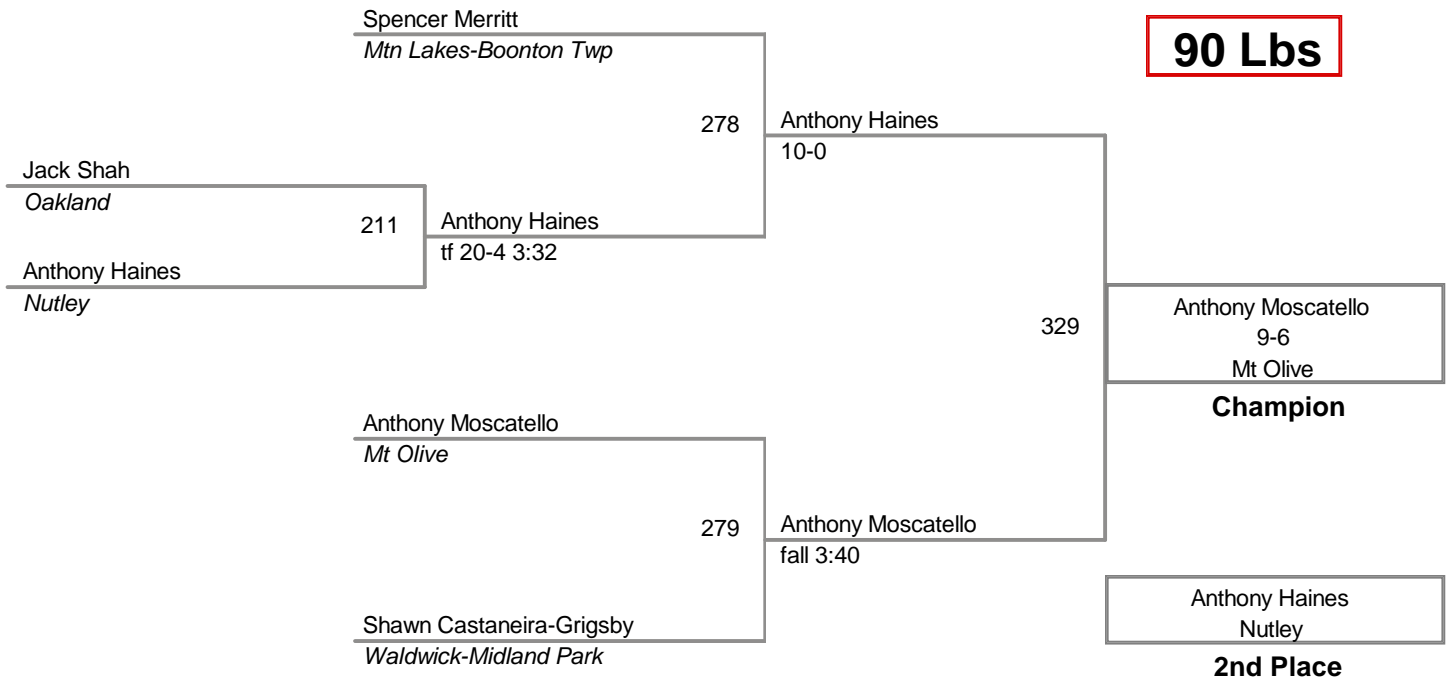 Spencer Merritt
Mtn Lakes-Boonton Twp
90 Lbs
278
Anthony Haines
10-0
Jack Shah
Oakland
211
Anthony Haines
tf 20-4 3:32
Anthony Haines
Nutley
329
Anthony Moscatello
9-6
Mt Olive
Champion
Anthony Moscatello
Mt Olive
279
Anthony Moscatello
fall 3:40
Shawn Castaneira-Grigsby
Waldwick-Midland Park
Anthony Haines
Nutley
2nd Place